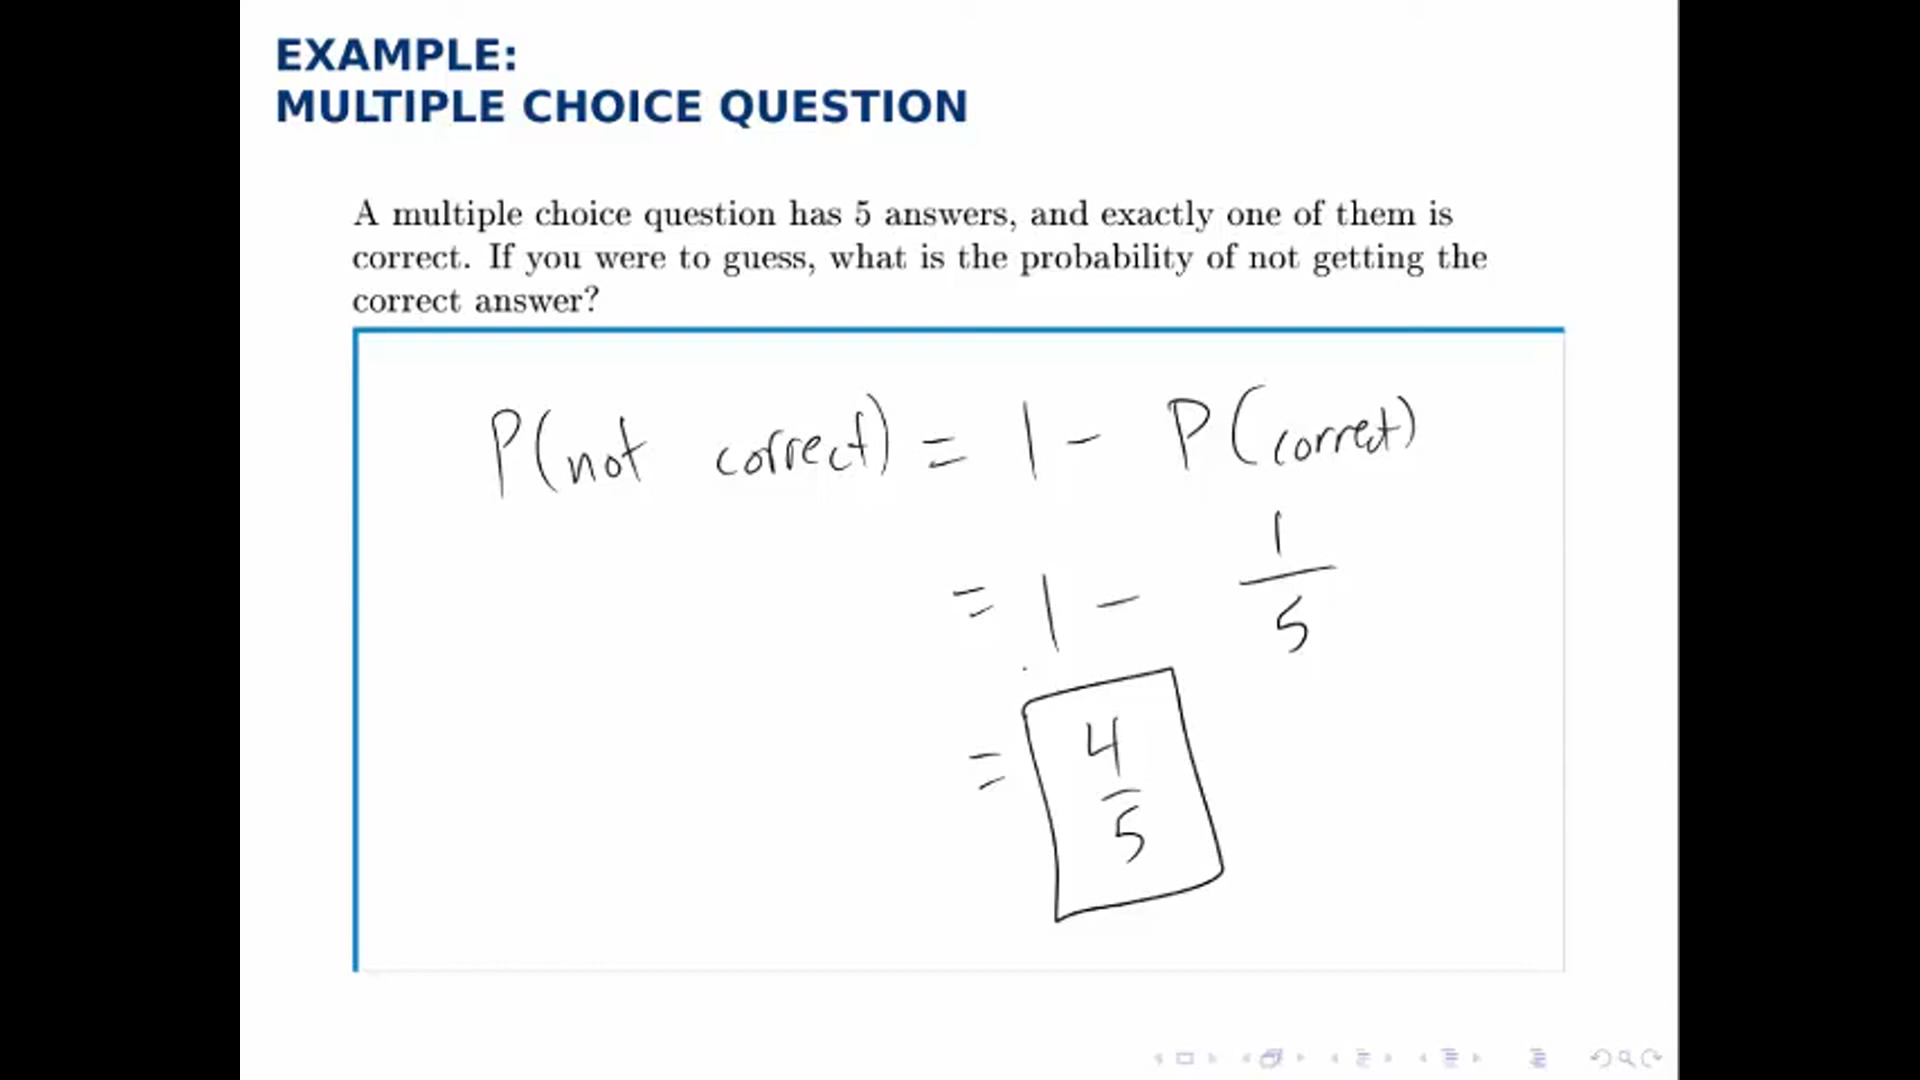 EXAMPLE:
MULTIPLE CHOICE QUESTION
A multiple choice question has 5 answers, and exactly one of them is
correct. If you were to guess, what is the probability of not getting the
correct answer?
P(not correct) = 1 - P(correct)
= 1 - 1/5
= 4/5